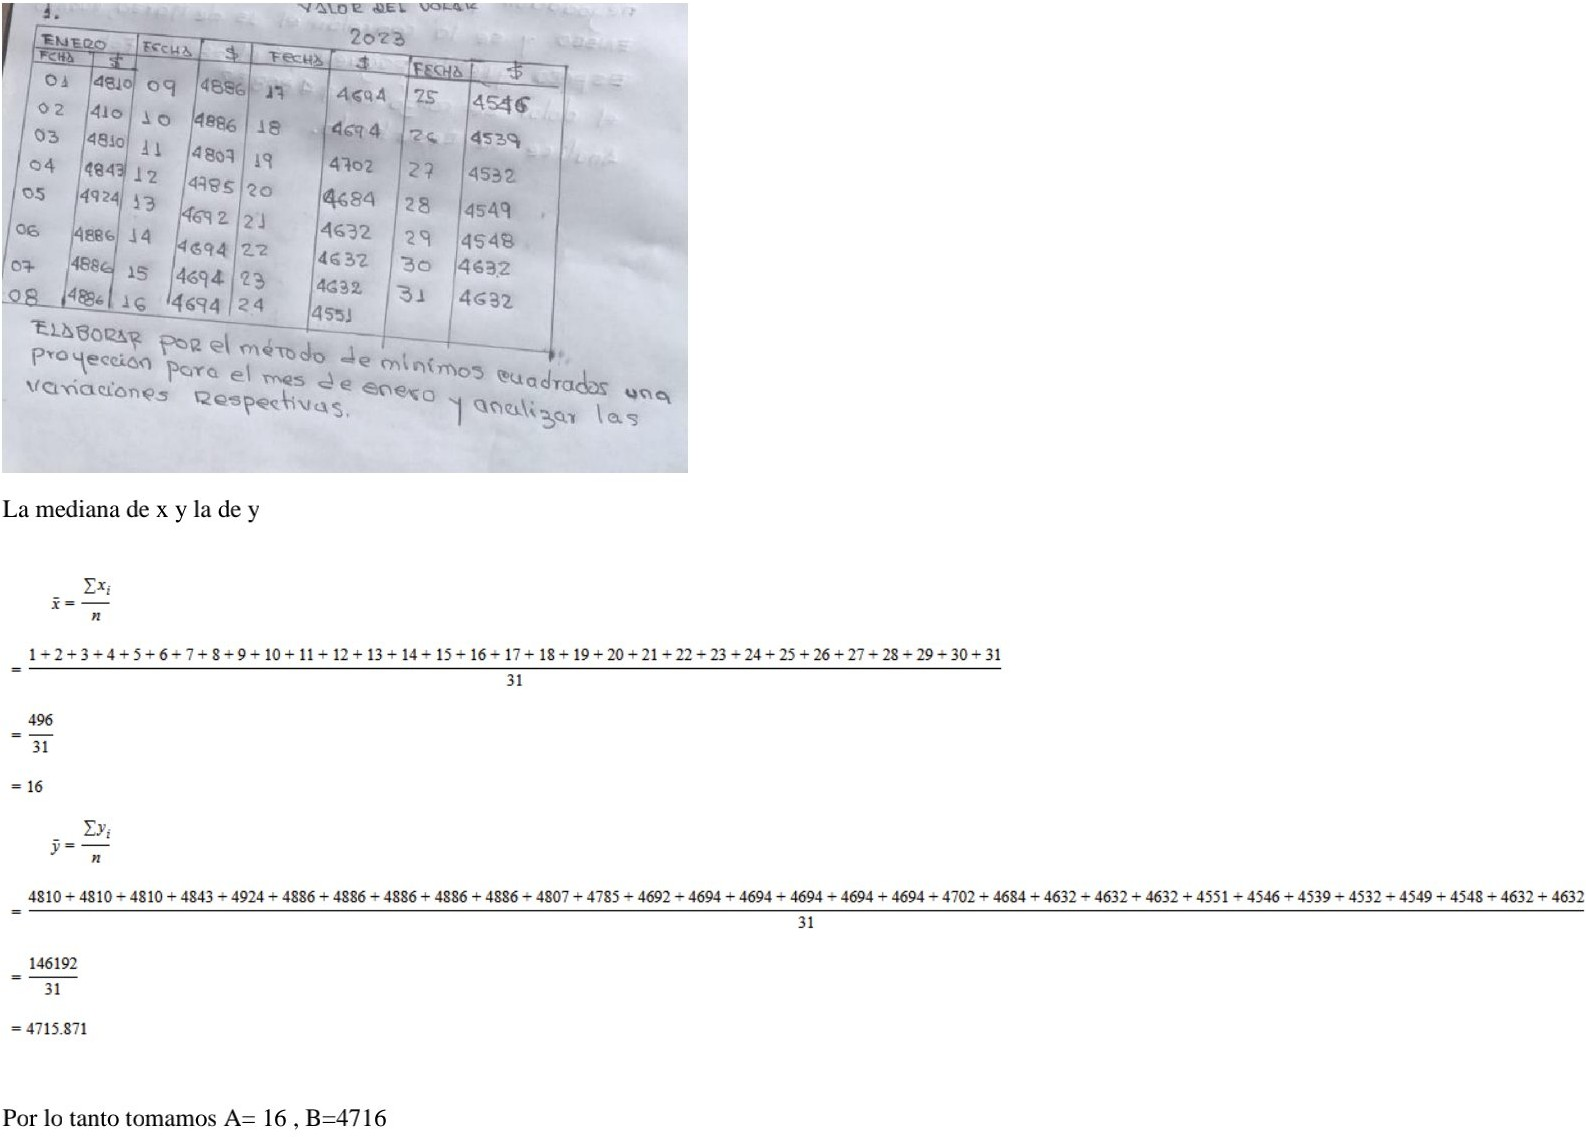 1.
VALOR DEL DOLAR
2023
ENERO FECHA $ FECHA $ FECHA $
FCHA $
01 4810 09 4886 17 4694 25 4546
02 410 10 4886 18 4694 26 4539
03 4810 11 4807 19 4702 27 4532
04 4843 12 4785 20 4684 28 4549
05 4924 13 4692 21 4632 29 4548
06 4886 14 4694 22 4632 30 4632
07 4886 15 4694 23 4632 31 4632
08 4886 16 4694 24 4551
ELABORAR POR el método de mínimos cuadrados una
proyección para el mes de enero y analizar las
variaciones Respectivas.
La mediana de x y la de y
x̄ = ∑xᵢ / n
= 1 + 2 + 3 + 4 + 5 + 6 + 7 + 8 + 9 + 10 + 11 + 12 + 13 + 14 + 15 + 16 + 17 + 18 + 19 + 20 + 21 + 22 + 23 + 24 + 25 + 26 + 27 + 28 + 29 + 30 + 31 / 31
= 496 / 31
= 16
ȳ = ∑yᵢ / n
= 4810 + 4810 + 4810 + 4843 + 4924 + 4886 + 4886 + 4886 + 4886 + 4886 + 4807 + 4785 + 4692 + 4694 + 4694 + 4694 + 4694 + 4694 + 4702 + 4684 + 4632 + 4632 + 4632 + 4551 + 4546 + 4539 + 4532 + 4549 + 4548 + 4632 + 4632 / 31
= 146192 / 31
= 4715.871
Por lo tanto tomamos A= 16 , B=4716